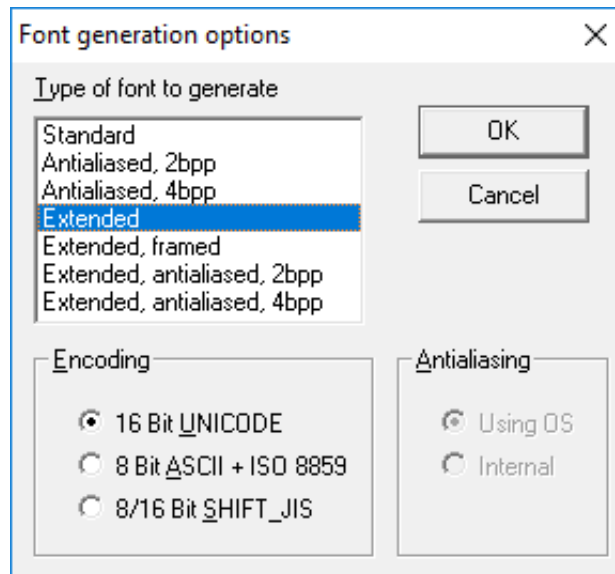 Font generation options
Type of font to generate
Standard
Antialiased, 2bpp
Antialiased, 4bpp
Extended
Extended, framed
Extended, antialiased, 2bpp
Extended, antialiased, 4bpp
OK
Cancel
Encoding
16 Bit UNICODE
8 Bit ASCII + ISO 8859
8/16 Bit SHIFT_JIS
Antialiasing
Using OS
Internal